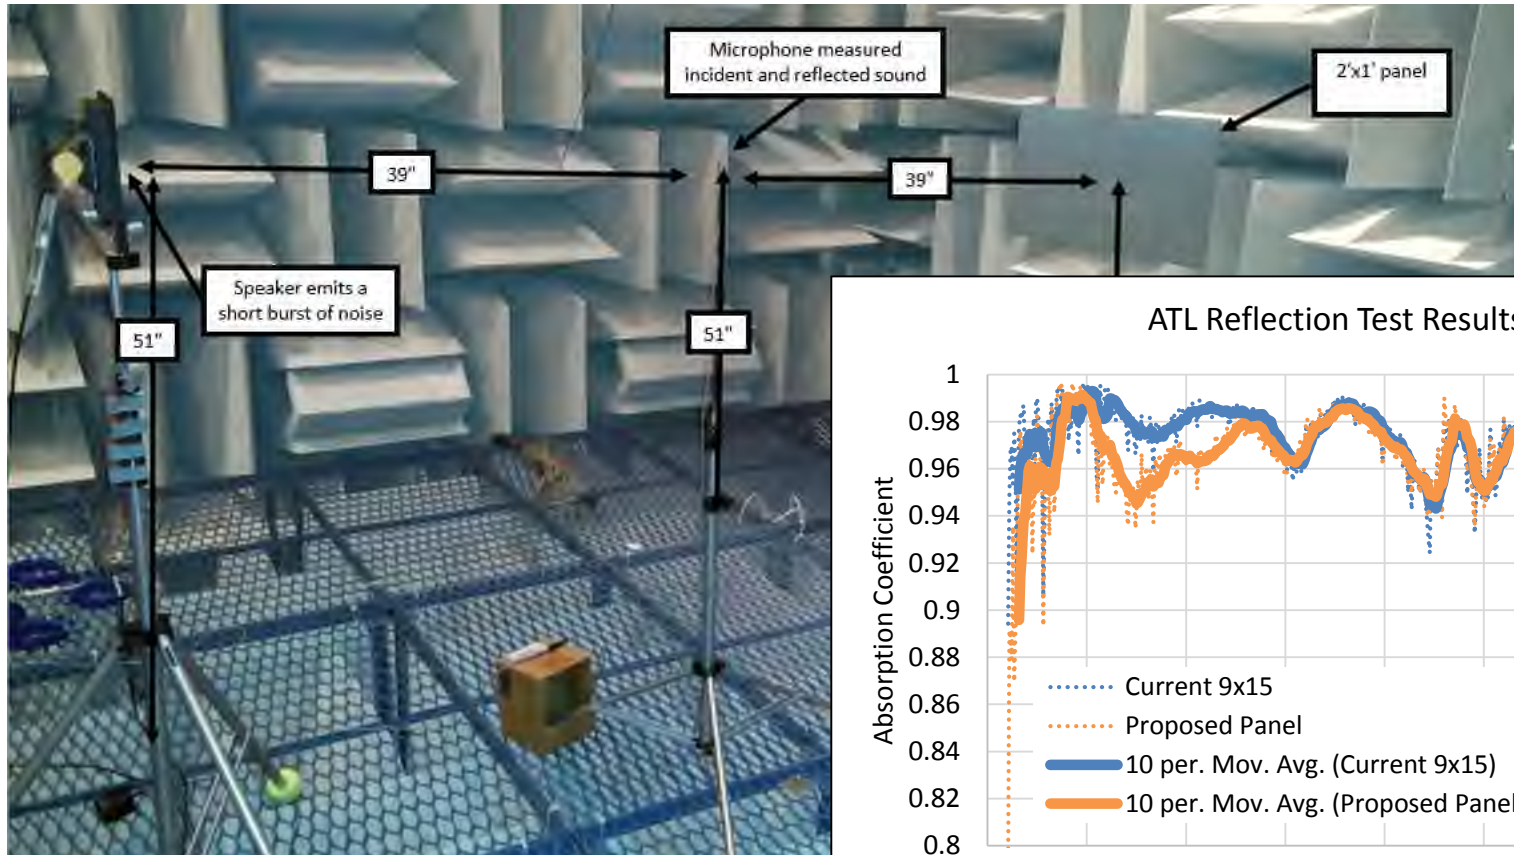 Microphone measured
incident and reflected sound
2'x1' panel
39"
39"
Speaker emits a
short burst of noise
51"
51"
ATL Reflection Test Results
1
0.98
0.96
0.94
0.92
0.9
0.88
0.86
0.84
0.82
0.8
Absorption Coefficient
Current 9x15
Proposed Panel
10 per. Mov. Avg. (Current 9x15)
10 per. Mov. Avg. (Proposed Panel